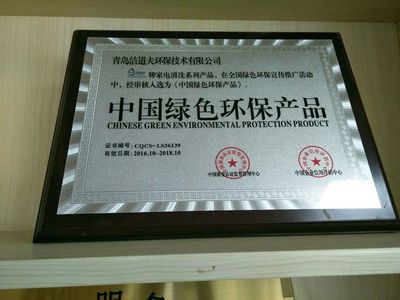 青岛洁道夫环保技术有限公司
牌家电清洗系列产品，在全国绿色环保宣传推广活动
中，经审核入选为《中国绿色环保产品》。
中国绿色环保产品
CHINESE GREEN ENVIRONMENTAL PROTECTION PRODUCT
证书编号：CQCS-LS36139
有效日期：2016.10-2018.10